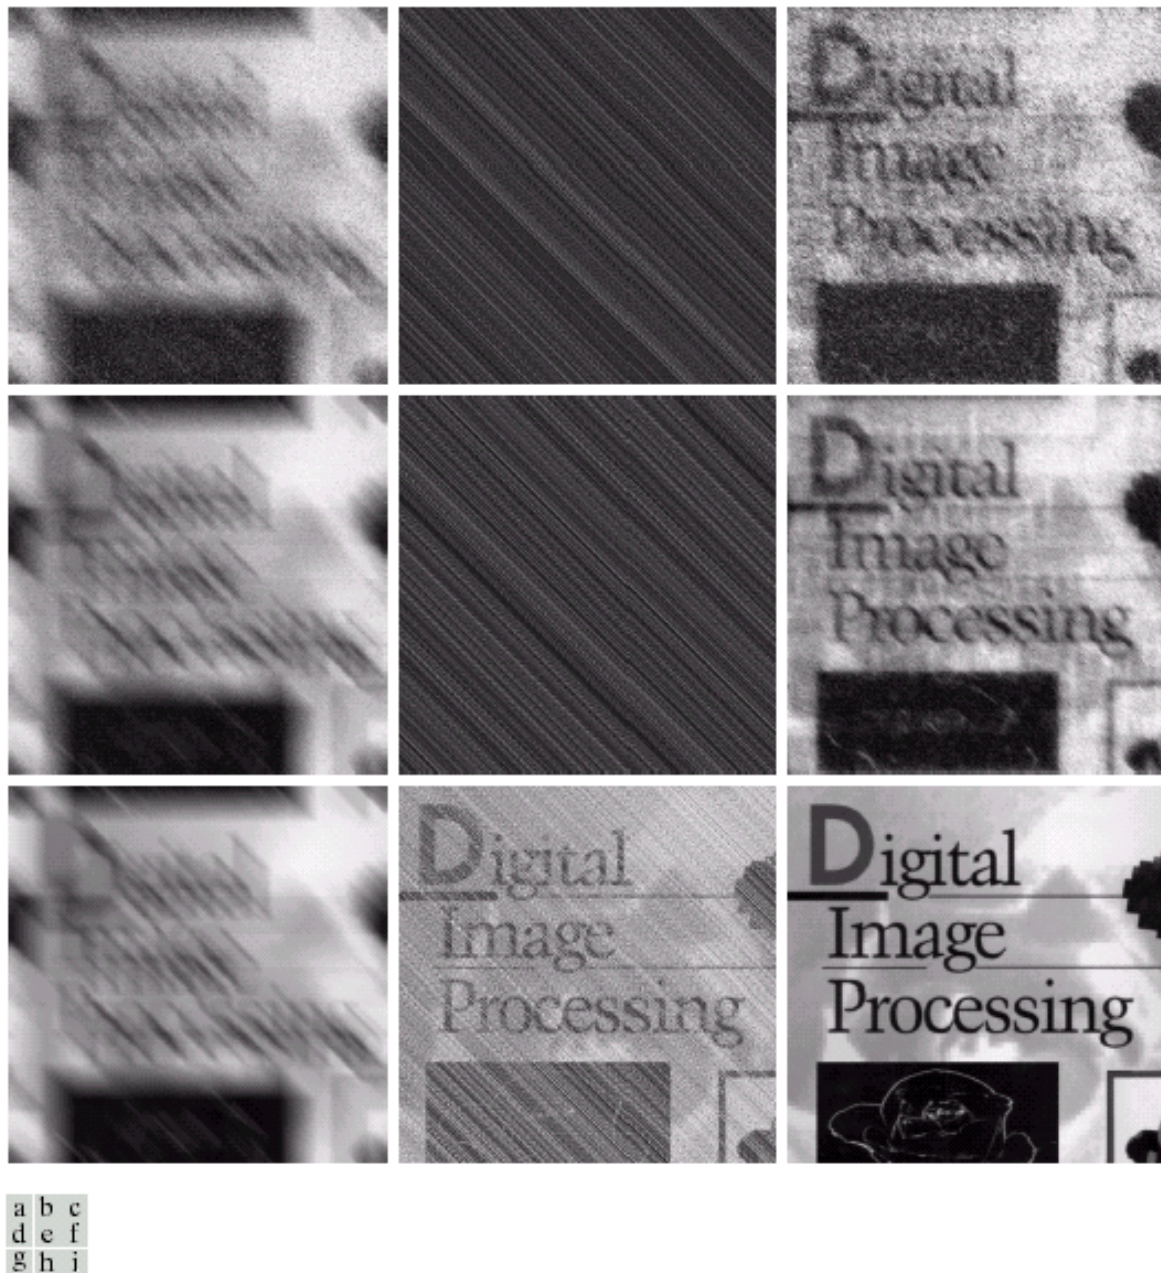 Digital
Image
Processing
Digital
Image
Processing
Digital
Image
Processing
Digital
Image
Processing
a b c
d e f
g h i